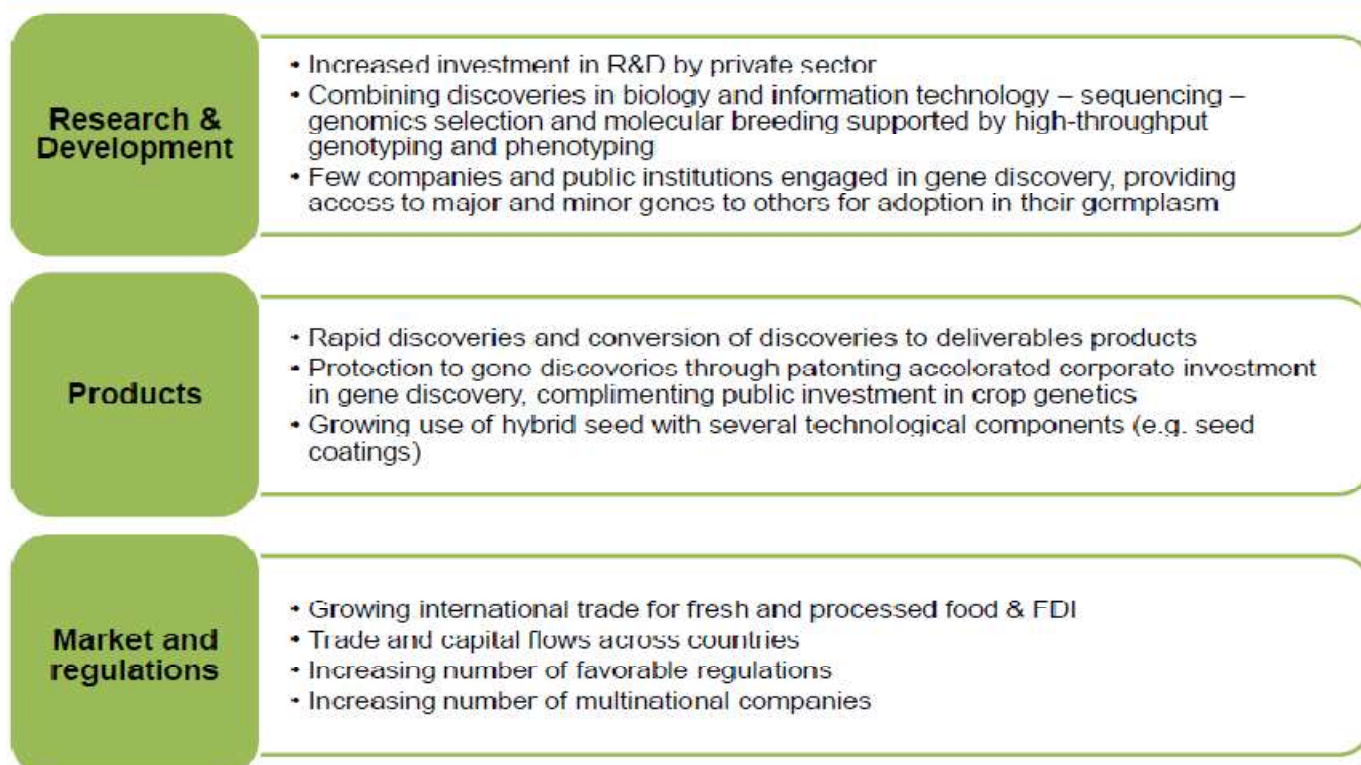 Research &
Development
• Increased investment in R&D by private sector
• Combining discoveries in biology and information technology – sequencing –
genomics selection and molecular breeding supported by high-throughput
genotyping and phenotyping
• Few companies and public institutions engaged in gene discovery, providing
access to major and minor genes to others for adoption in their germplasm
Products
• Rapid discoveries and conversion of discoveries to deliverables products
• Protection to gene discoveries through patenting accelerated corporate investment
in gene discovery, complimenting public investment in crop genetics
• Growing use of hybrid seed with several technological components (e.g. seed
coatings)
Market and
regulations
• Growing international trade for fresh and processed food & FDI
• Trade and capital flows across countries
• Increasing number of favorable regulations
• Increasing number of multinational companies